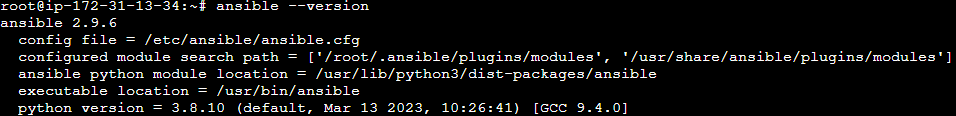 root@ip-172-31-13-34:~# ansible --version
ansible 2.9.6
  config file = /etc/ansible/ansible.cfg
  configured module search path = ['/root/.ansible/plugins/modules', '/usr/share/ansible/plugins/modules']
  ansible python module location = /usr/lib/python3/dist-packages/ansible
  executable location = /usr/bin/ansible
  python version = 3.8.10 (default, Mar 13 2023, 10:26:41) [GCC 9.4.0]